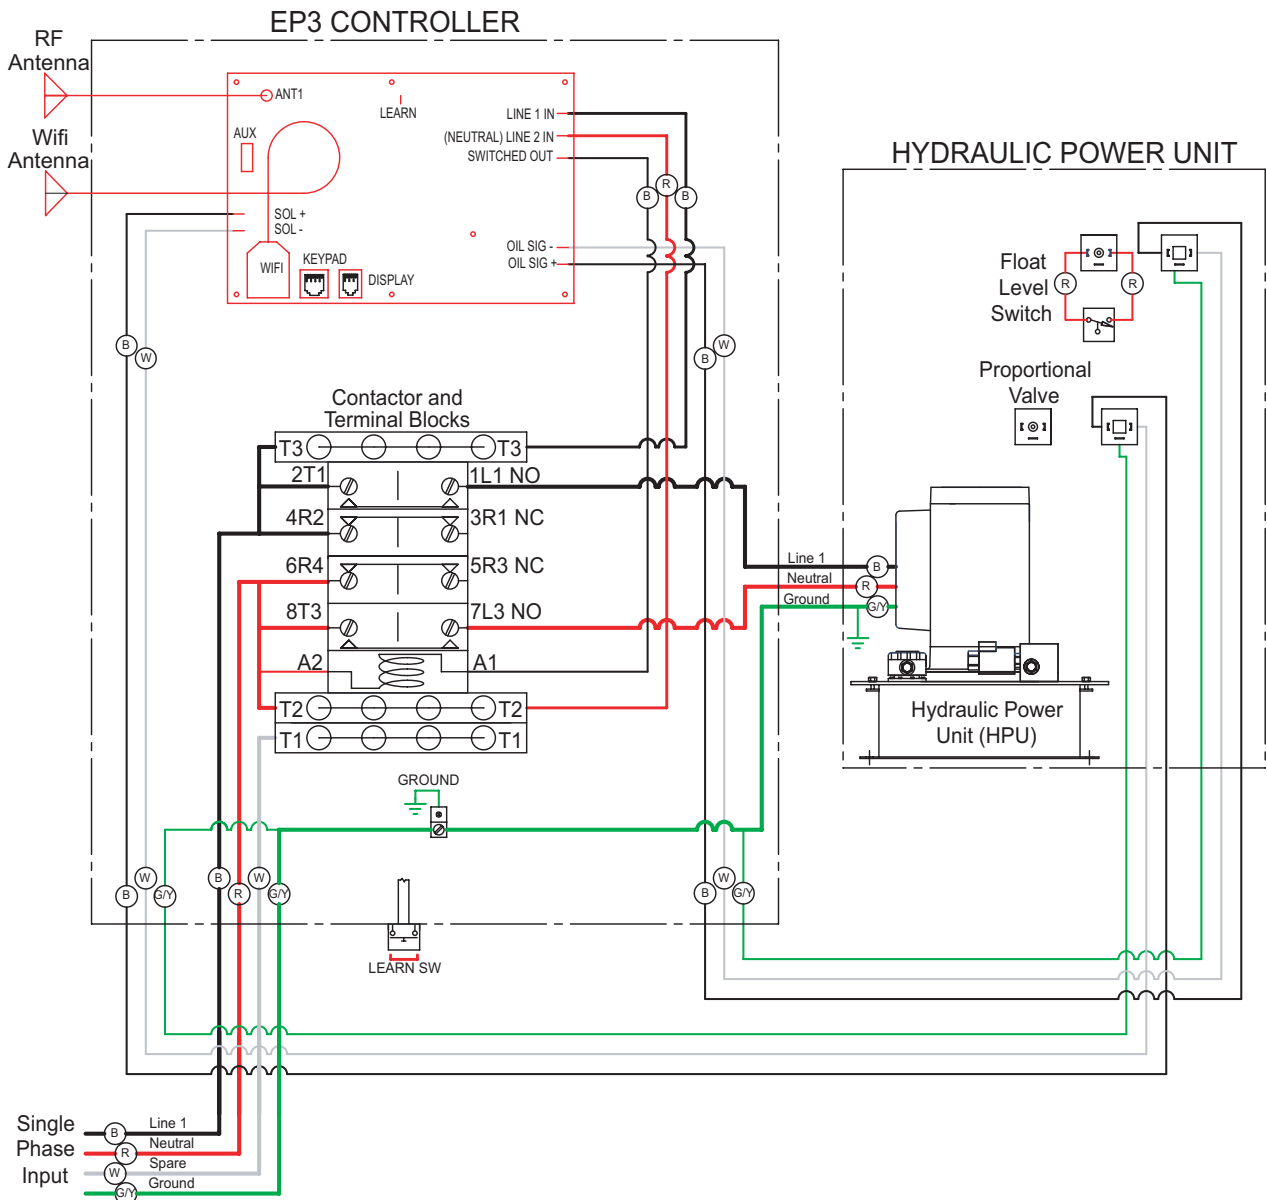 EP3 CONTROLLER
RF
Antenna
Wifi
Antenna
ANT1
LEARN
AUX
LINE 1 IN
(NEUTRAL) LINE 2 IN
SWITCHED OUT
SOL +
SOL -
OIL SIG -
OIL SIG +
WIFI
KEYPAD
DISPLAY
B
R
B
B
W
B
W
HYDRAULIC POWER UNIT
Float
Level
Switch
R
R
Proportional
Valve
Contactor and
Terminal Blocks
T3
T3
2T1
1L1 NO
4R2
3R1 NC
6R4
5R3 NC
8T3
7L3 NO
A2
A1
T2
T2
T1
T1
Line 1
B
Neutral
R
Ground
G/Y
Hydraulic Power
Unit (HPU)
GROUND
B
W
G/Y
B
R
W
G/Y
B
W
G/Y
LEARN SW
Single
Phase
Input
B
Line 1
R
Neutral
W
Spare
G/Y
Ground